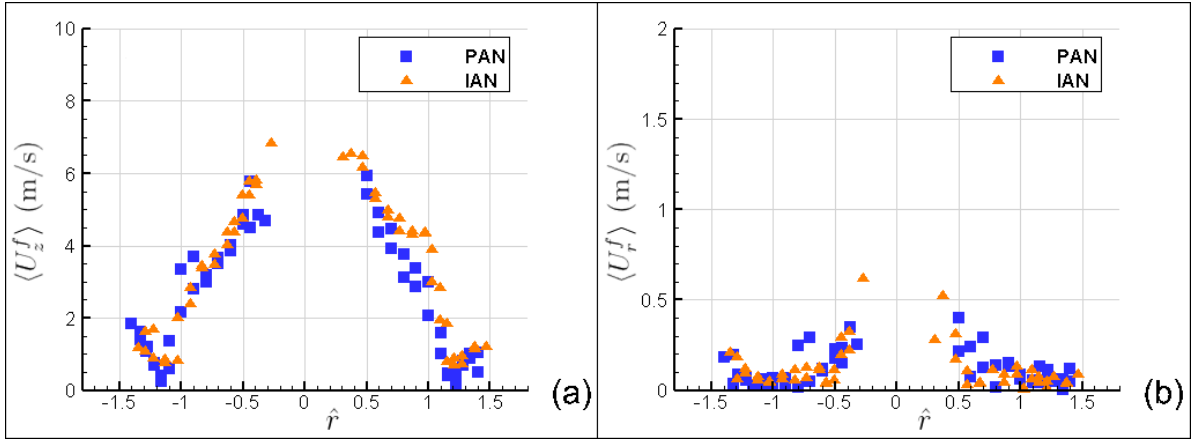 10
8
6
4
2
0
⟨U_z^f⟩ (m/s)
PAN
IAN
-1.5 -1 -0.5 0 0.5 1 1.5
r̂
(a)
2
1.5
1
0.5
0
⟨U_r^f⟩ (m/s)
PAN
IAN
-1.5 -1 -0.5 0 0.5 1 1.5
r̂
(b)